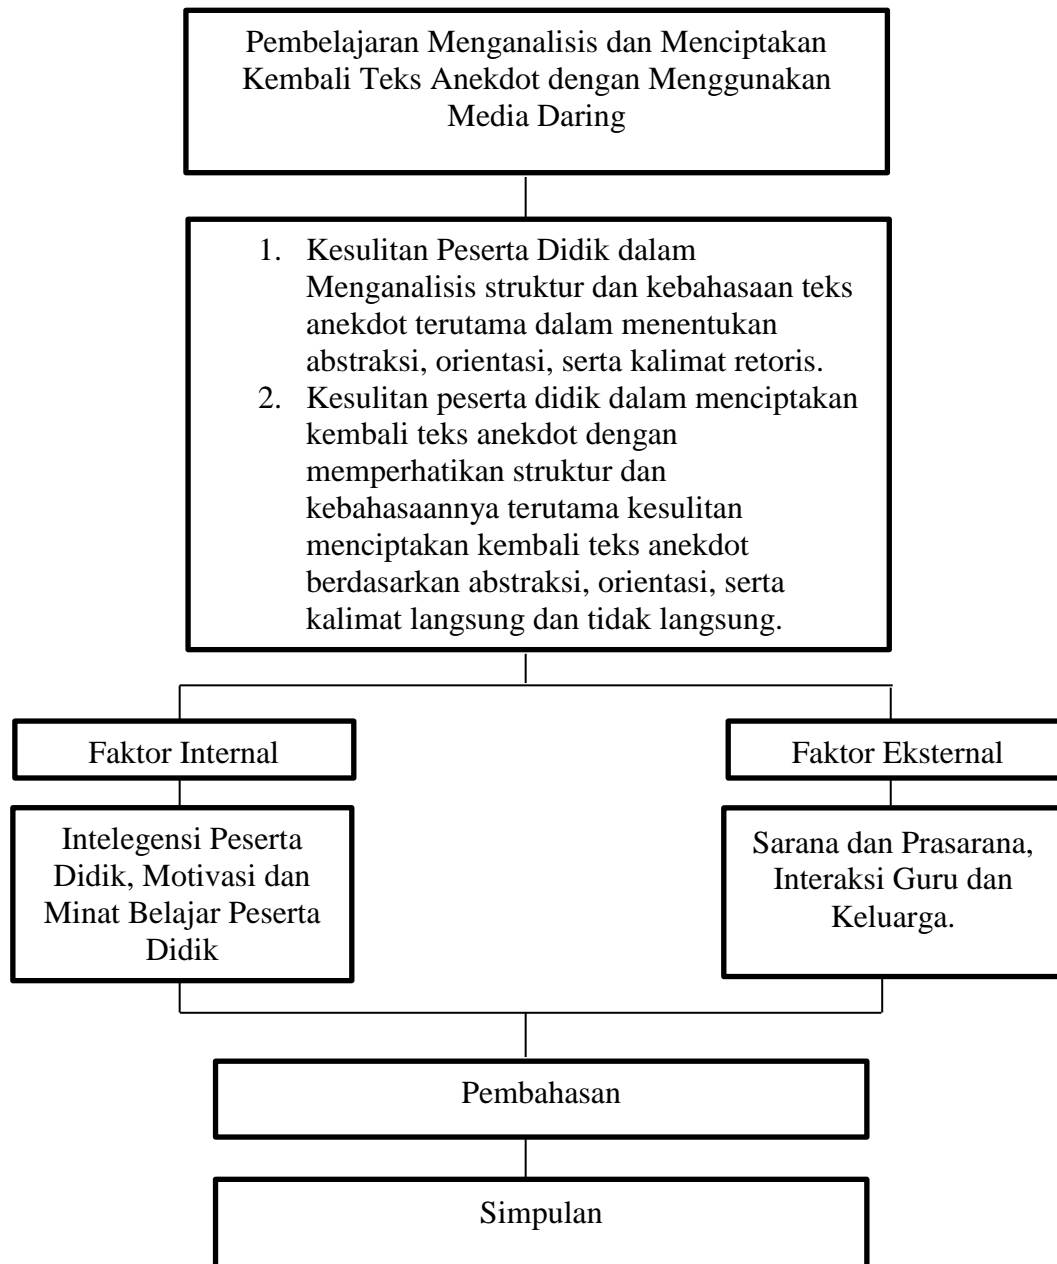 Pembelajaran Menganalisis dan Menciptakan
Kembali Teks Anekdot dengan Menggunakan
Media Daring
1. Kesulitan Peserta Didik dalam
Menganalisis struktur dan kebahasaan teks
anekdot terutama dalam menentukan
abstraksi, orientasi, serta kalimat retoris.
2. Kesulitan peserta didik dalam menciptakan
kembali teks anekdot dengan
memperhatikan struktur dan
kebahasaannya terutama kesulitan
menciptakan kembali teks anekdot
berdasarkan abstraksi, orientasi, serta
kalimat langsung dan tidak langsung.
Faktor Internal
Faktor Eksternal
Intelegensi Peserta
Didik, Motivasi dan
Minat Belajar Peserta
Didik
Sarana dan Prasarana,
Interaksi Guru dan
Keluarga.
Pembahasan
Simpulan